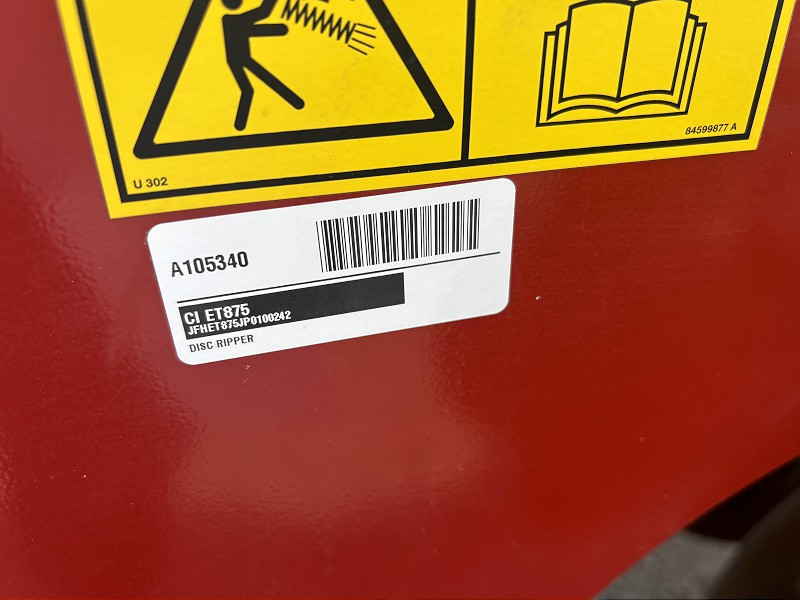 84599877 A
U 302
A105340
CI ET875
JFHET875JP0100242
DISC RIPPER